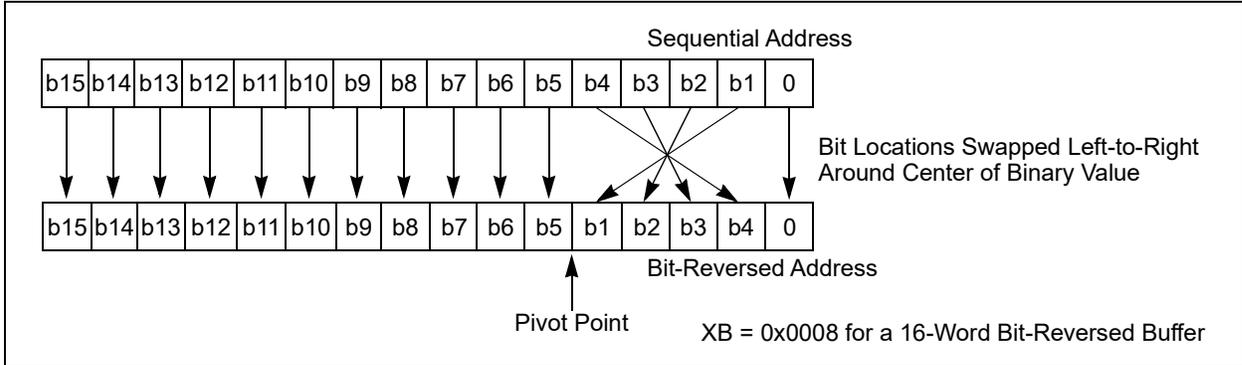 Sequential Address
b15 b14 b13 b12 b11 b10 b9 b8 b7 b6 b5 b4 b3 b2 b1 0
Bit Locations Swapped Left-to-Right
Around Center of Binary Value
b15 b14 b13 b12 b11 b10 b9 b8 b7 b6 b5 b1 b2 b3 b4 0
Bit-Reversed Address
Pivot Point
XB = 0x0008 for a 16-Word Bit-Reversed Buffer